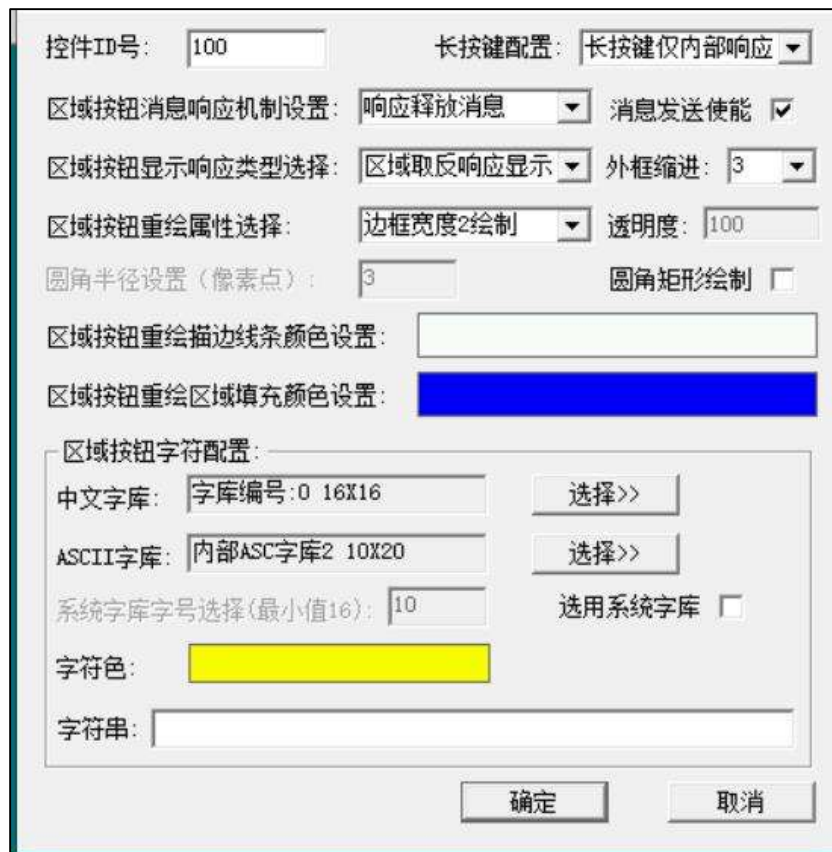 控件ID号: 100 长按键配置: 长按键仅内部响应
区域按钮消息响应机制设置: 响应释放消息 消息发送使能
区域按钮显示响应类型选择: 区域取反响应显示 外框缩进: 3
区域按钮重绘属性选择: 边框宽度2绘制 透明度: 100
圆角半径设置(像素点): 3 圆角矩形绘制
区域按钮重绘描边线条颜色设置:
区域按钮重绘区域填充颜色设置:
区域按钮字符配置:
中文字库: 字库编号:0 16X16 选择>>
ASCII字库: 内部ASC字库2 10X20 选择>>
系统字库字号选择(最小值16): 10 选用系统字库
字符色:
字符串:
确定 取消